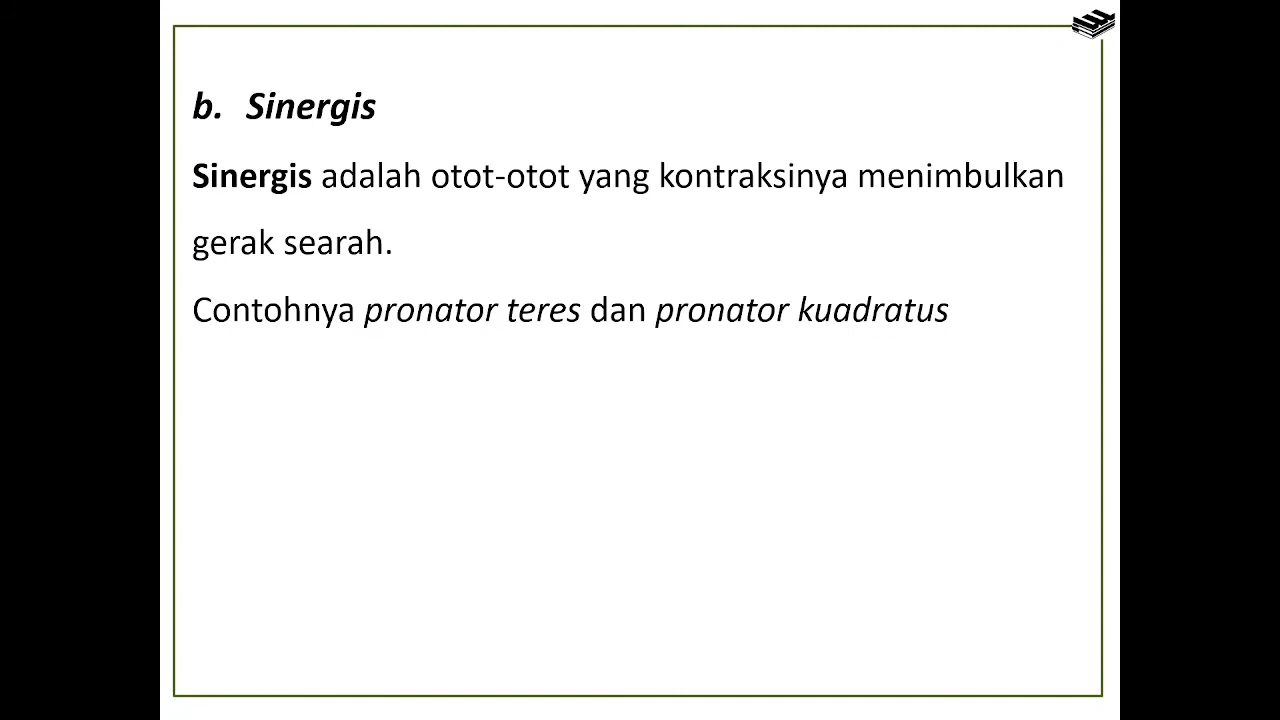 b. Sinergis
Sinergis adalah otot-otot yang kontraksinya menimbulkan
gerak searah.
Contohnya pronator teres dan pronator kuadratus